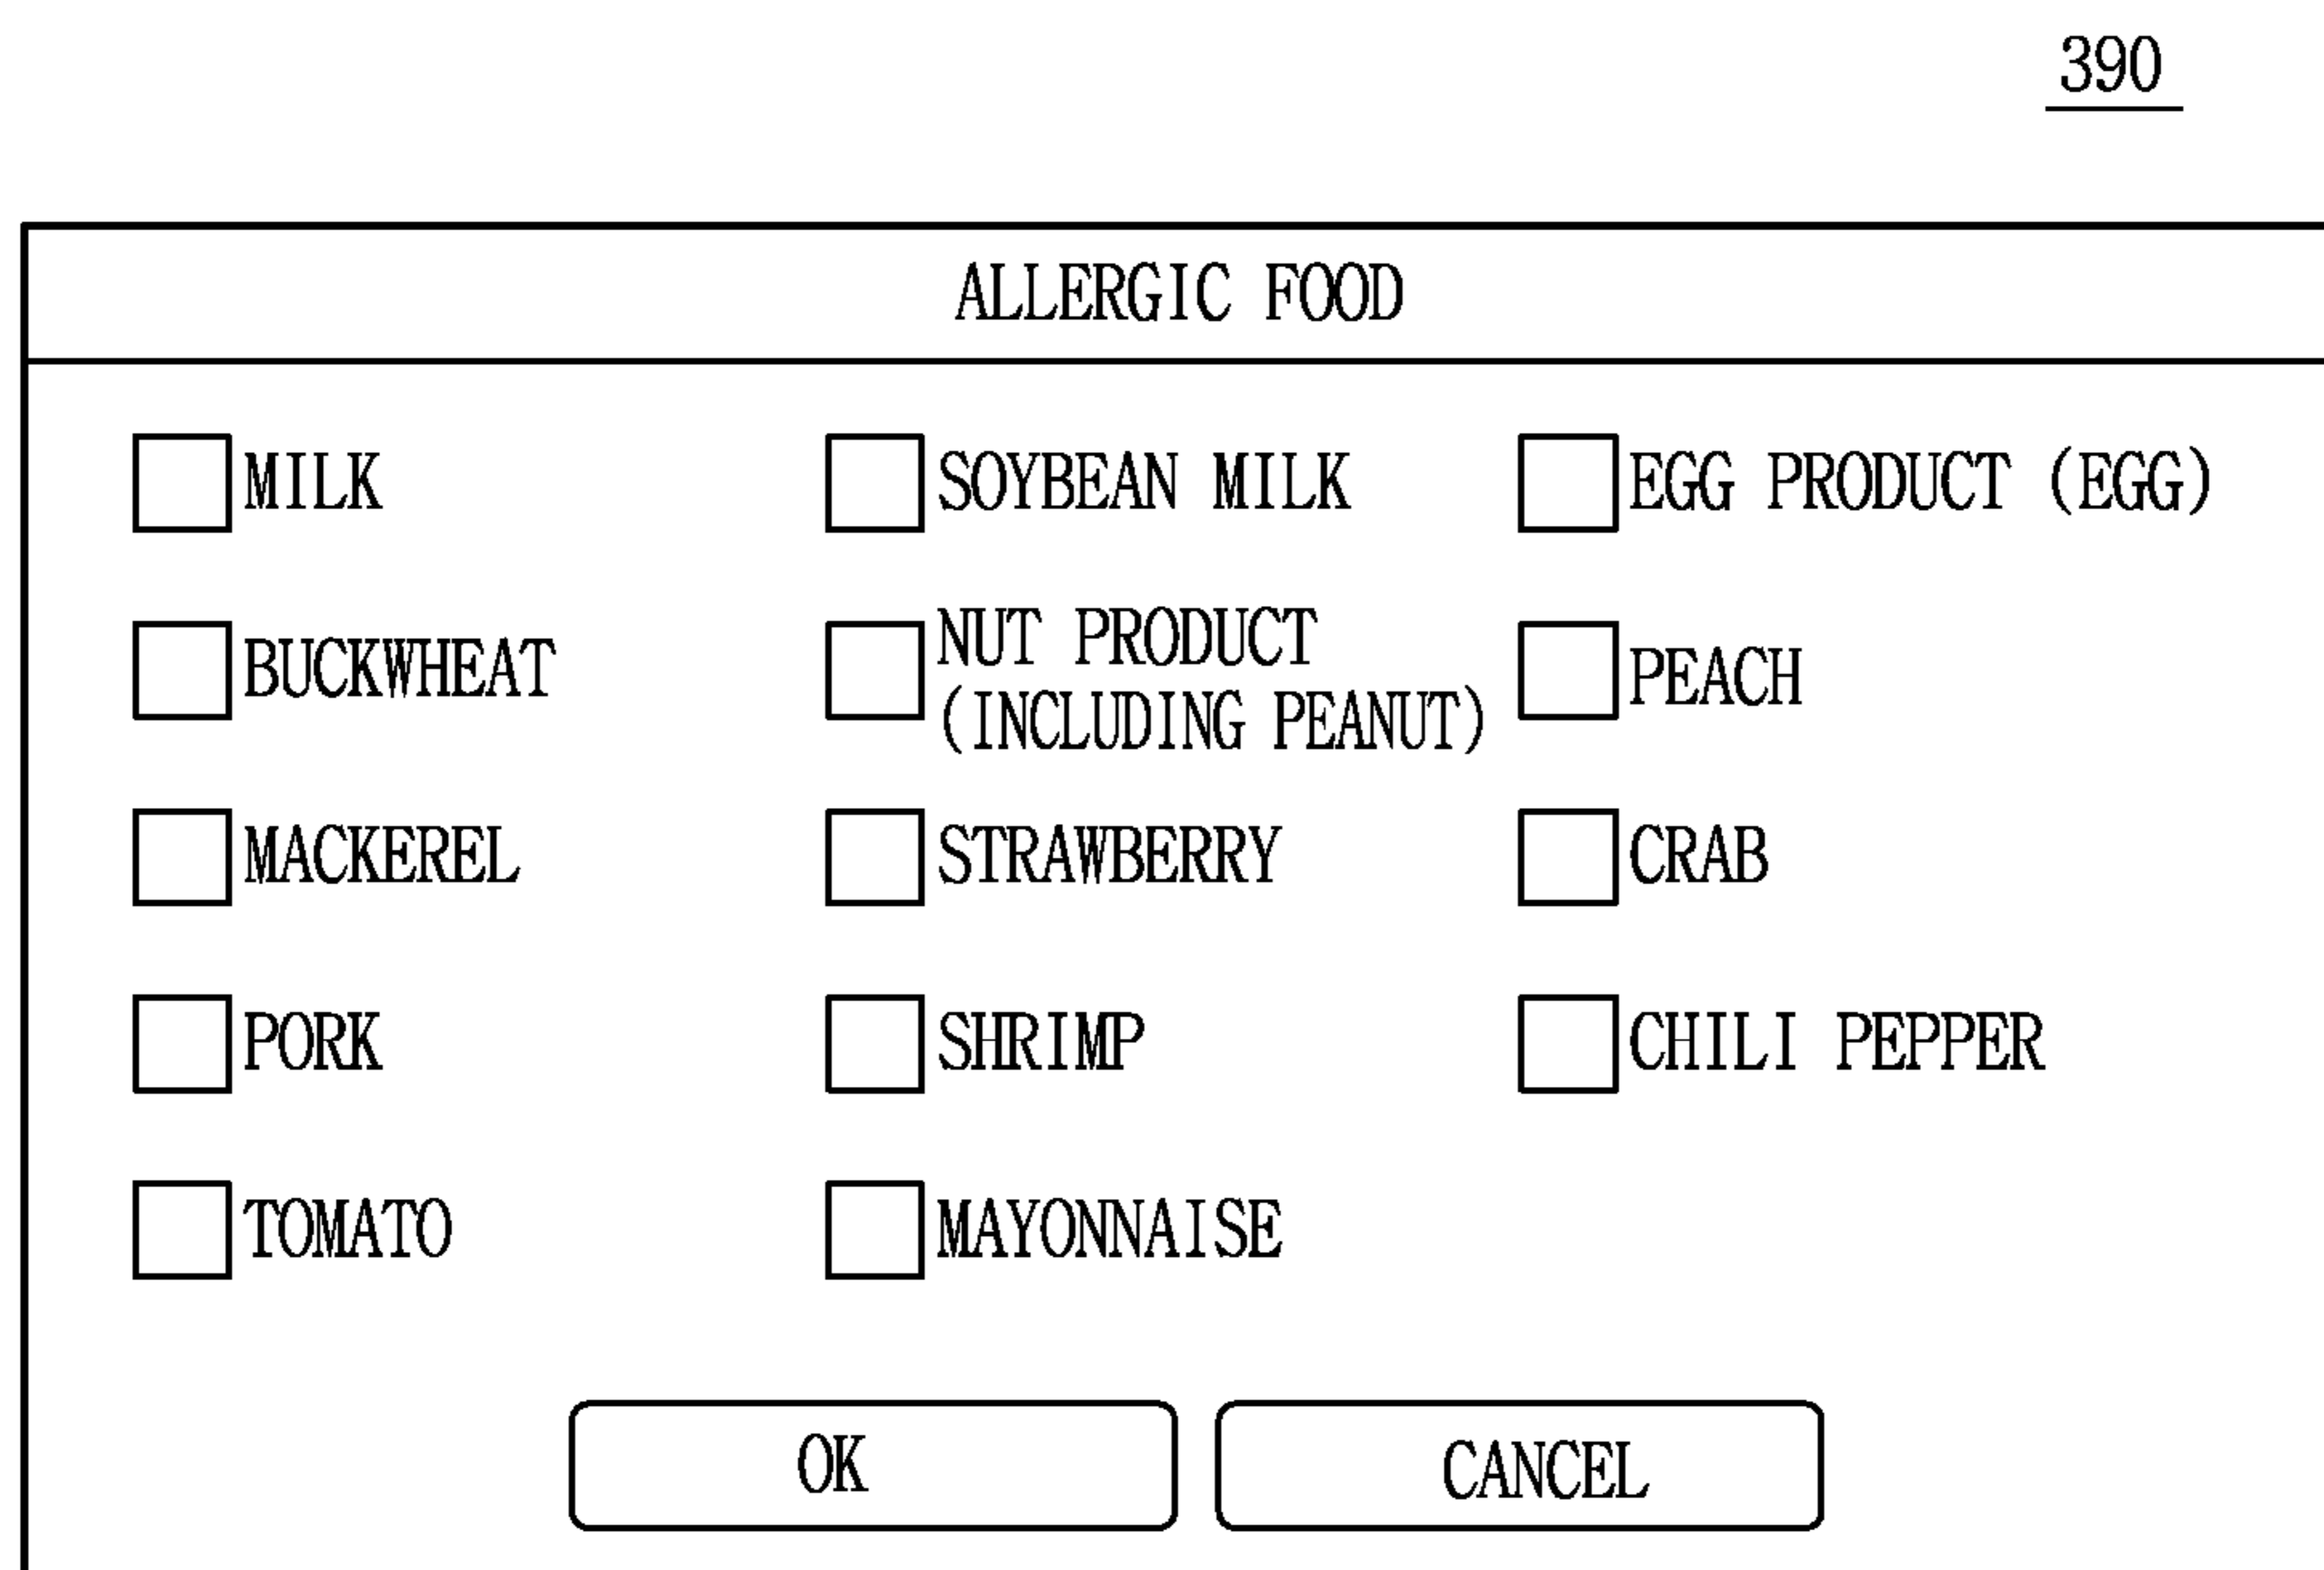 390
ALLERGIC FOOD
MILK
SOYBEAN MILK
EGG PRODUCT (EGG)
BUCKWHEAT
NUT PRODUCT
(INCLUDING PEANUT)
PEACH
MACKEREL
STRAWBERRY
CRAB
PORK
SHRIMP
CHILI PEPPER
TOMATO
MAYONNAISE
OK
CANCEL